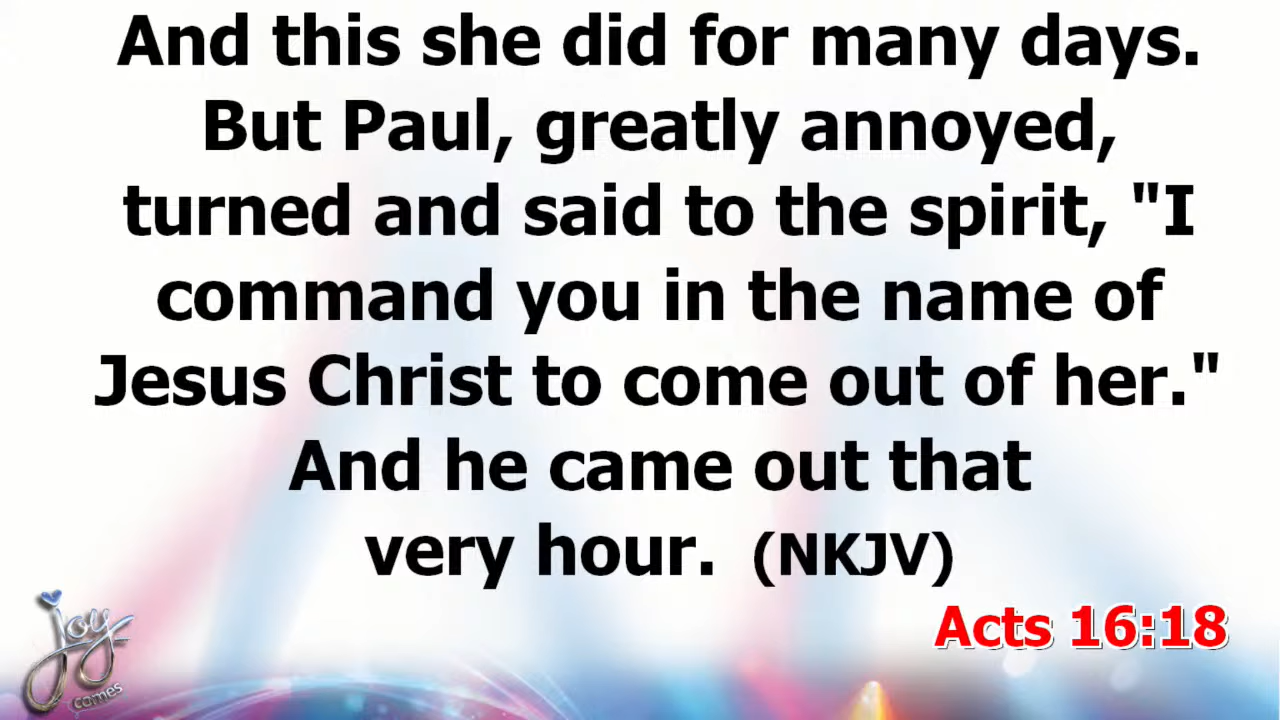 And this she did for many days.
But Paul, greatly annoyed,
turned and said to the spirit, "I
command you in the name of
Jesus Christ to come out of her."
And he came out that
very hour. (NKJV)
Acts 16:18
joy
comes